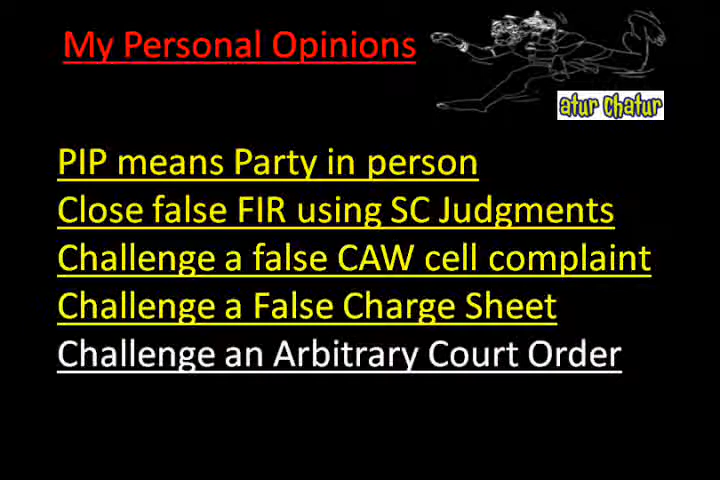 My Personal Opinions
atur chatur
PIP means Party in person
Close false FIR using SC Judgments
Challenge a false CAW cell complaint
Challenge a False Charge Sheet
Challenge an Arbitrary Court Order